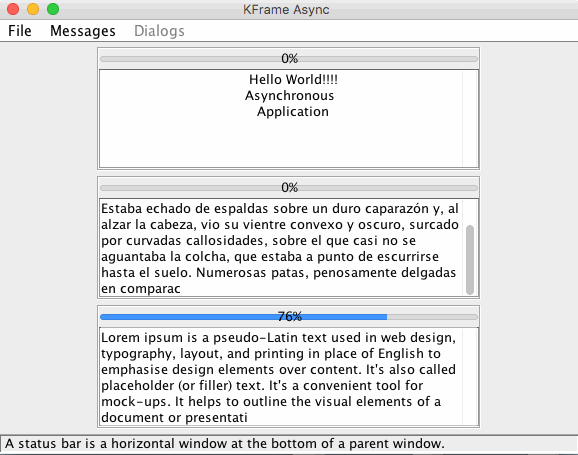 KFrame Async
File Messages Dialogs
0%
Hello World!!!!
Asynchronous
Application
0%
Estaba echado de espaldas sobre un duro caparazón y, al
alzar la cabeza, vio su vientre convexo y oscuro, surcado
por curvadas callosidades, sobre el que casi no se
aguantaba la colcha, que estaba a punto de escurrirse
hasta el suelo. Numerosas patas, penosamente delgadas
en comparac
76%
Lorem ipsum is a pseudo-Latin text used in web design,
typography, layout, and printing in place of English to
emphasise design elements over content. It's also called
placeholder (or filler) text. It's a convenient tool for
mock-ups. It helps to outline the visual elements of a
document or presentati
A status bar is a horizontal window at the bottom of a parent window.